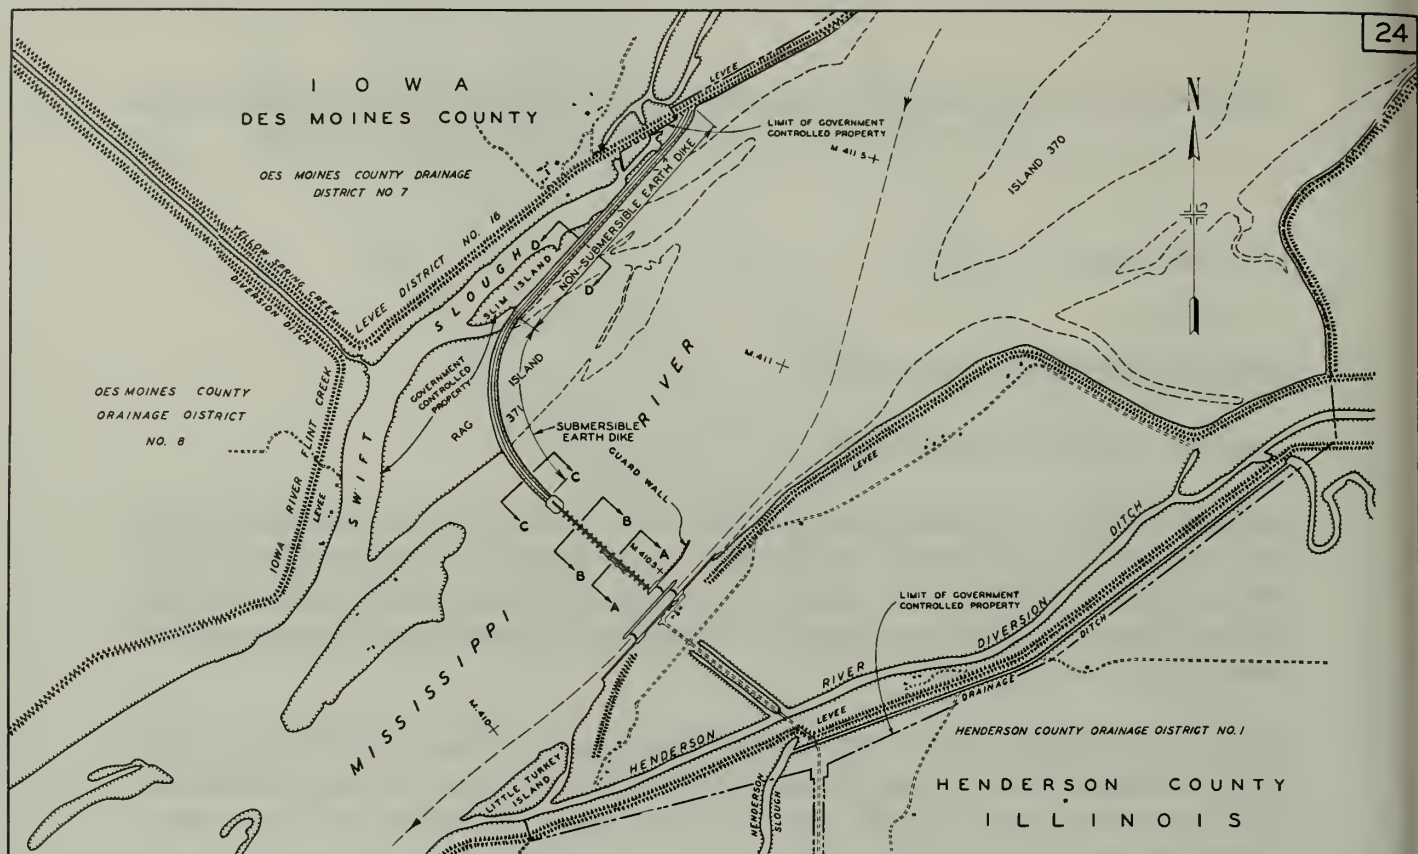 24
I O W A
DES MOINES COUNTY
OES MOINES COUNTY DRAINAGE
DISTRICT NO 7
LEVEE
LIMIT OF GOVERNMENT
CONTROLLED PROPERTY
M 411 5
ISLAND 370
N
YELLOW SPRING CREEK
DIVERSION DITCH
LEVEE DISTRICT NO. 16
SLOUGH
D
SLIM ISLAND
NON-SUBMERSIBLE EARTH DIKE
D
OES MOINES COUNTY
ORAINAGE OISTRICT
NO. 8
IOWA RIVER FLINT CREEK
LEVEE
SWIFT
GOVERNMENT
CONTROLLED
PROPERTY
RAG
ISLAND
371
SUBMERSIBLE
EARTH DIKE
RIVER
M.411
GUARD WALL
LEVEE
C
C
B
B
A
A
M.410.5
MISSISSIPPI
M.410
LIMIT OF GOVERNMENT
CONTROLLED PROPERTY
HENDERSON RIVER DIVERSION DITCH
LEVEE
DRAINAGE DITCH
LITTLE TURKEY
ISLAND
HENDERSON
SLOUGH
HENDERSON COUNTY ORAINAGE OISTRICT NO. 1
HENDERSON COUNTY
I L L I N O I S